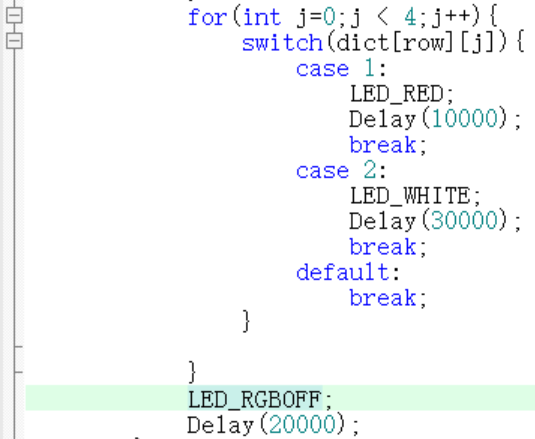 for(int j=0;j < 4;j++){
switch(dict[row][j]){
case 1:
LED_RED;
Delay(10000);
break;
case 2:
LED_WHITE;
Delay(30000);
break;
default:
break;
}
}
LED_RGBOFF;
Delay(20000);